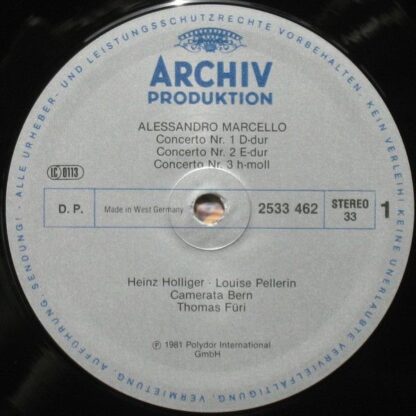 ALLE URHEBER- UND LEISTUNGSSCHUTZRECHTE VORBEHALTEN · KEIN VERLEIH! KEINE UNERLAUBTE VERVIELFÄLTIGUNG, VERMIETUNG, AUFFÜHRUNG, SENDUNG!
ARCHIV
PRODUKTION
ALESSANDRO MARCELLO
Concerto Nr. 1 D-dur
Concerto Nr. 2 E-dur
Concerto Nr. 3 h-moll
LC 0113
D. P.
Made in West Germany
2533 462
STEREO
33
1
Heinz Holliger · Louise Pellerin
Camerata Bern
Thomas Füri
Ⓟ 1981 Polydor International
GmbH